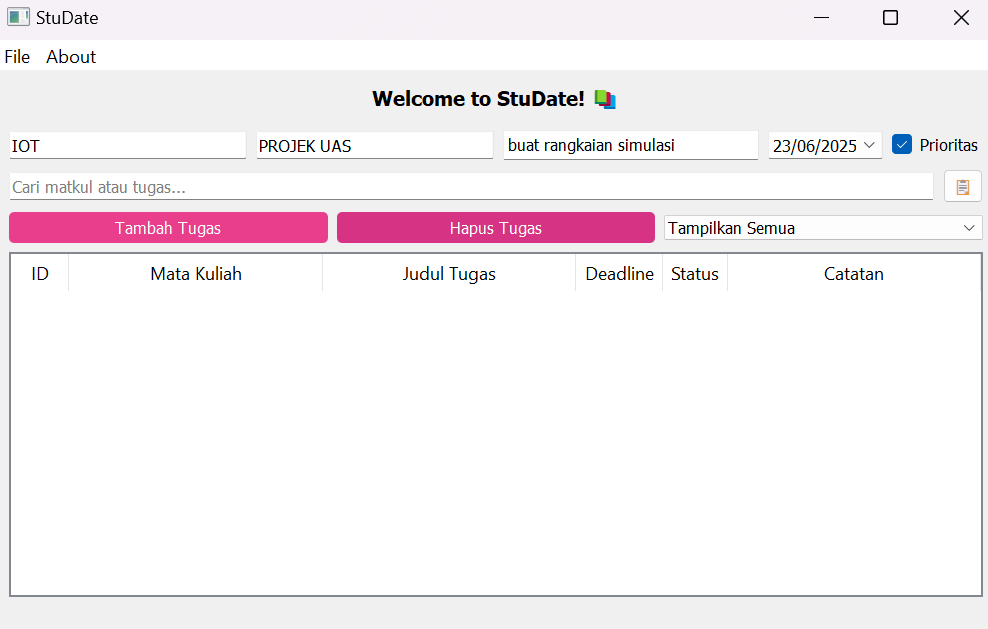 StuDate
File About
Welcome to StuDate!
IOT PROJEK UAS buat rangkaian simulasi 23/06/2025 Prioritas
Cari matkul atau tugas...
Tambah Tugas Hapus Tugas Tampilkan Semua
ID Mata Kuliah Judul Tugas Deadline Status Catatan